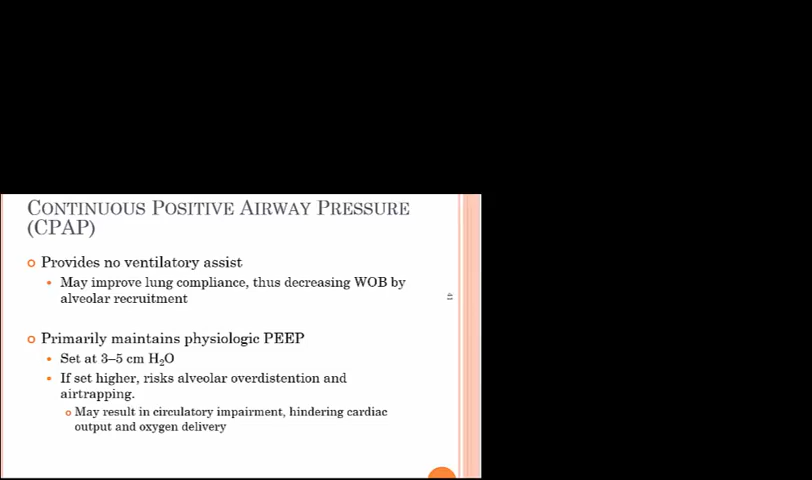 CONTINUOUS POSITIVE AIRWAY PRESSURE
(CPAP)
Provides no ventilatory assist
May improve lung compliance, thus decreasing WOB by
alveolar recruitment
41
Primarily maintains physiologic PEEP
Set at 3–5 cm H₂O
If set higher, risks alveolar overdistention and
airtrapping.
May result in circulatory impairment, hindering cardiac
output and oxygen delivery